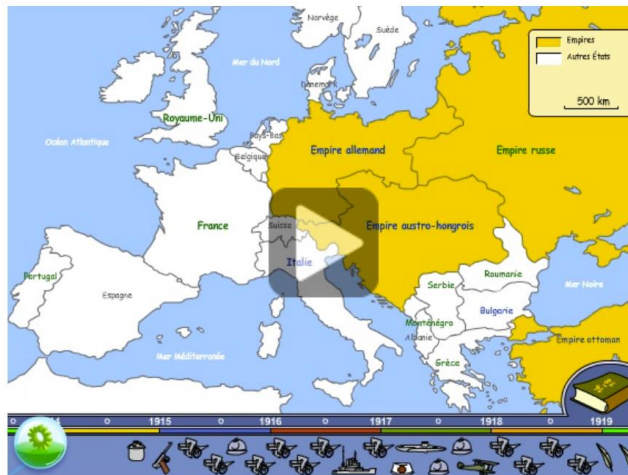 Norvège
Suède
Empires
Autres États
500 km
Mer du Nord
Danemark
Royaume-Uni
Pays-Bas
Océan Atlantique
Belgique
Empire allemand
Empire russe
France
Suisse
Empire austro-hongrois
Italie
Portugal
Espagne
Serbie
Roumanie
Mer Noire
Monténégro
Bulgarie
Albanie
Empire ottoman
Mer Méditerranée
Grèce
1915
1916
1917
1918
1919